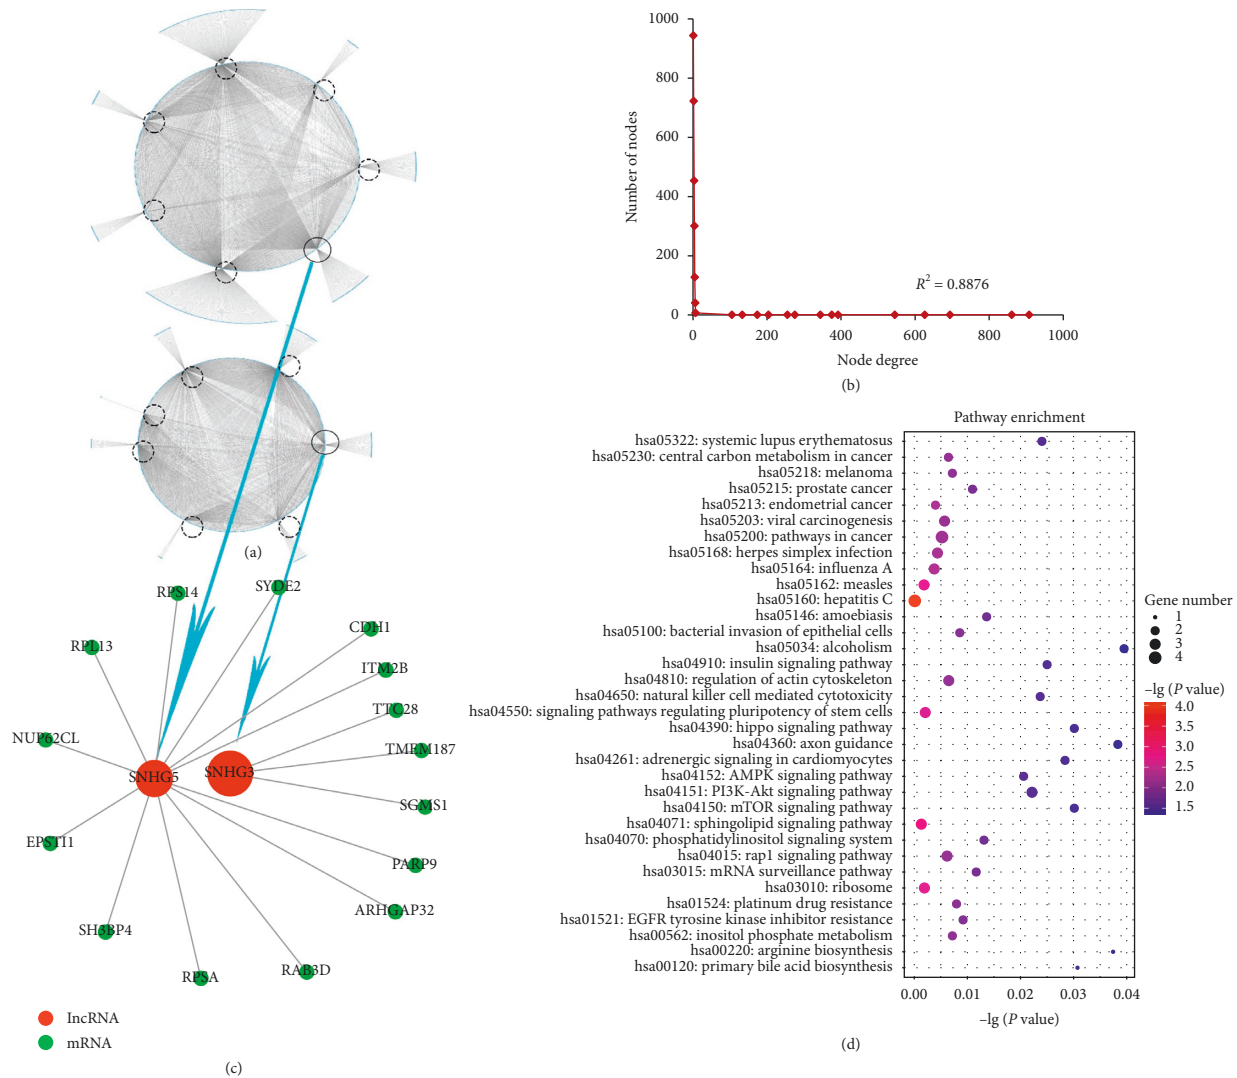 (a)
1000
800
600
400
200
0
Number of nodes
R² = 0.8876
0
200
400
600
800
1000
Node degree
(b)
RPS14
SYDE2
RPL13
CDH1
ITM2B
TTC28
NUP62CL
TMEM187
SNHG5
SNHG3
SGMS1
EPSTI1
PARP9
ARHGAP32
SH3BP4
RPSA
RAB3D
lncRNA
mRNA
(c)
Pathway enrichment
hsa05322: systemic lupus erythematosus
hsa05230: central carbon metabolism in cancer
hsa05218: melanoma
hsa05215: prostate cancer
hsa05213: endometrial cancer
hsa05203: viral carcinogenesis
hsa05200: pathways in cancer
hsa05168: herpes simplex infection
hsa05164: influenza A
hsa05162: measles
hsa05160: hepatitis C
hsa05146: amoebiasis
hsa05100: bacterial invasion of epithelial cells
hsa05034: alcoholism
hsa04910: insulin signaling pathway
hsa04810: regulation of actin cytoskeleton
hsa04650: natural killer cell mediated cytotoxicity
hsa04550: signaling pathways regulating pluripotency of stem cells
hsa04390: hippo signaling pathway
hsa04360: axon guidance
hsa04261: adrenergic signaling in cardiomyocytes
hsa04152: AMPK signaling pathway
hsa04151: PI3K-Akt signaling pathway
hsa04150: mTOR signaling pathway
hsa04071: sphingolipid signaling pathway
hsa04070: phosphatidylinositol signaling system
hsa04015: rap1 signaling pathway
hsa03015: mRNA surveillance pathway
hsa03010: ribosome
hsa01524: platinum drug resistance
hsa01521: EGFR tyrosine kinase inhibitor resistance
hsa00562: inositol phosphate metabolism
hsa00220: arginine biosynthesis
hsa00120: primary bile acid biosynthesis
0.00
0.01
0.02
0.03
0.04
–lg (P value)
Gene number
1
2
3
4
–lg (P value)
4.0
3.5
3.0
2.5
2.0
1.5
(d)